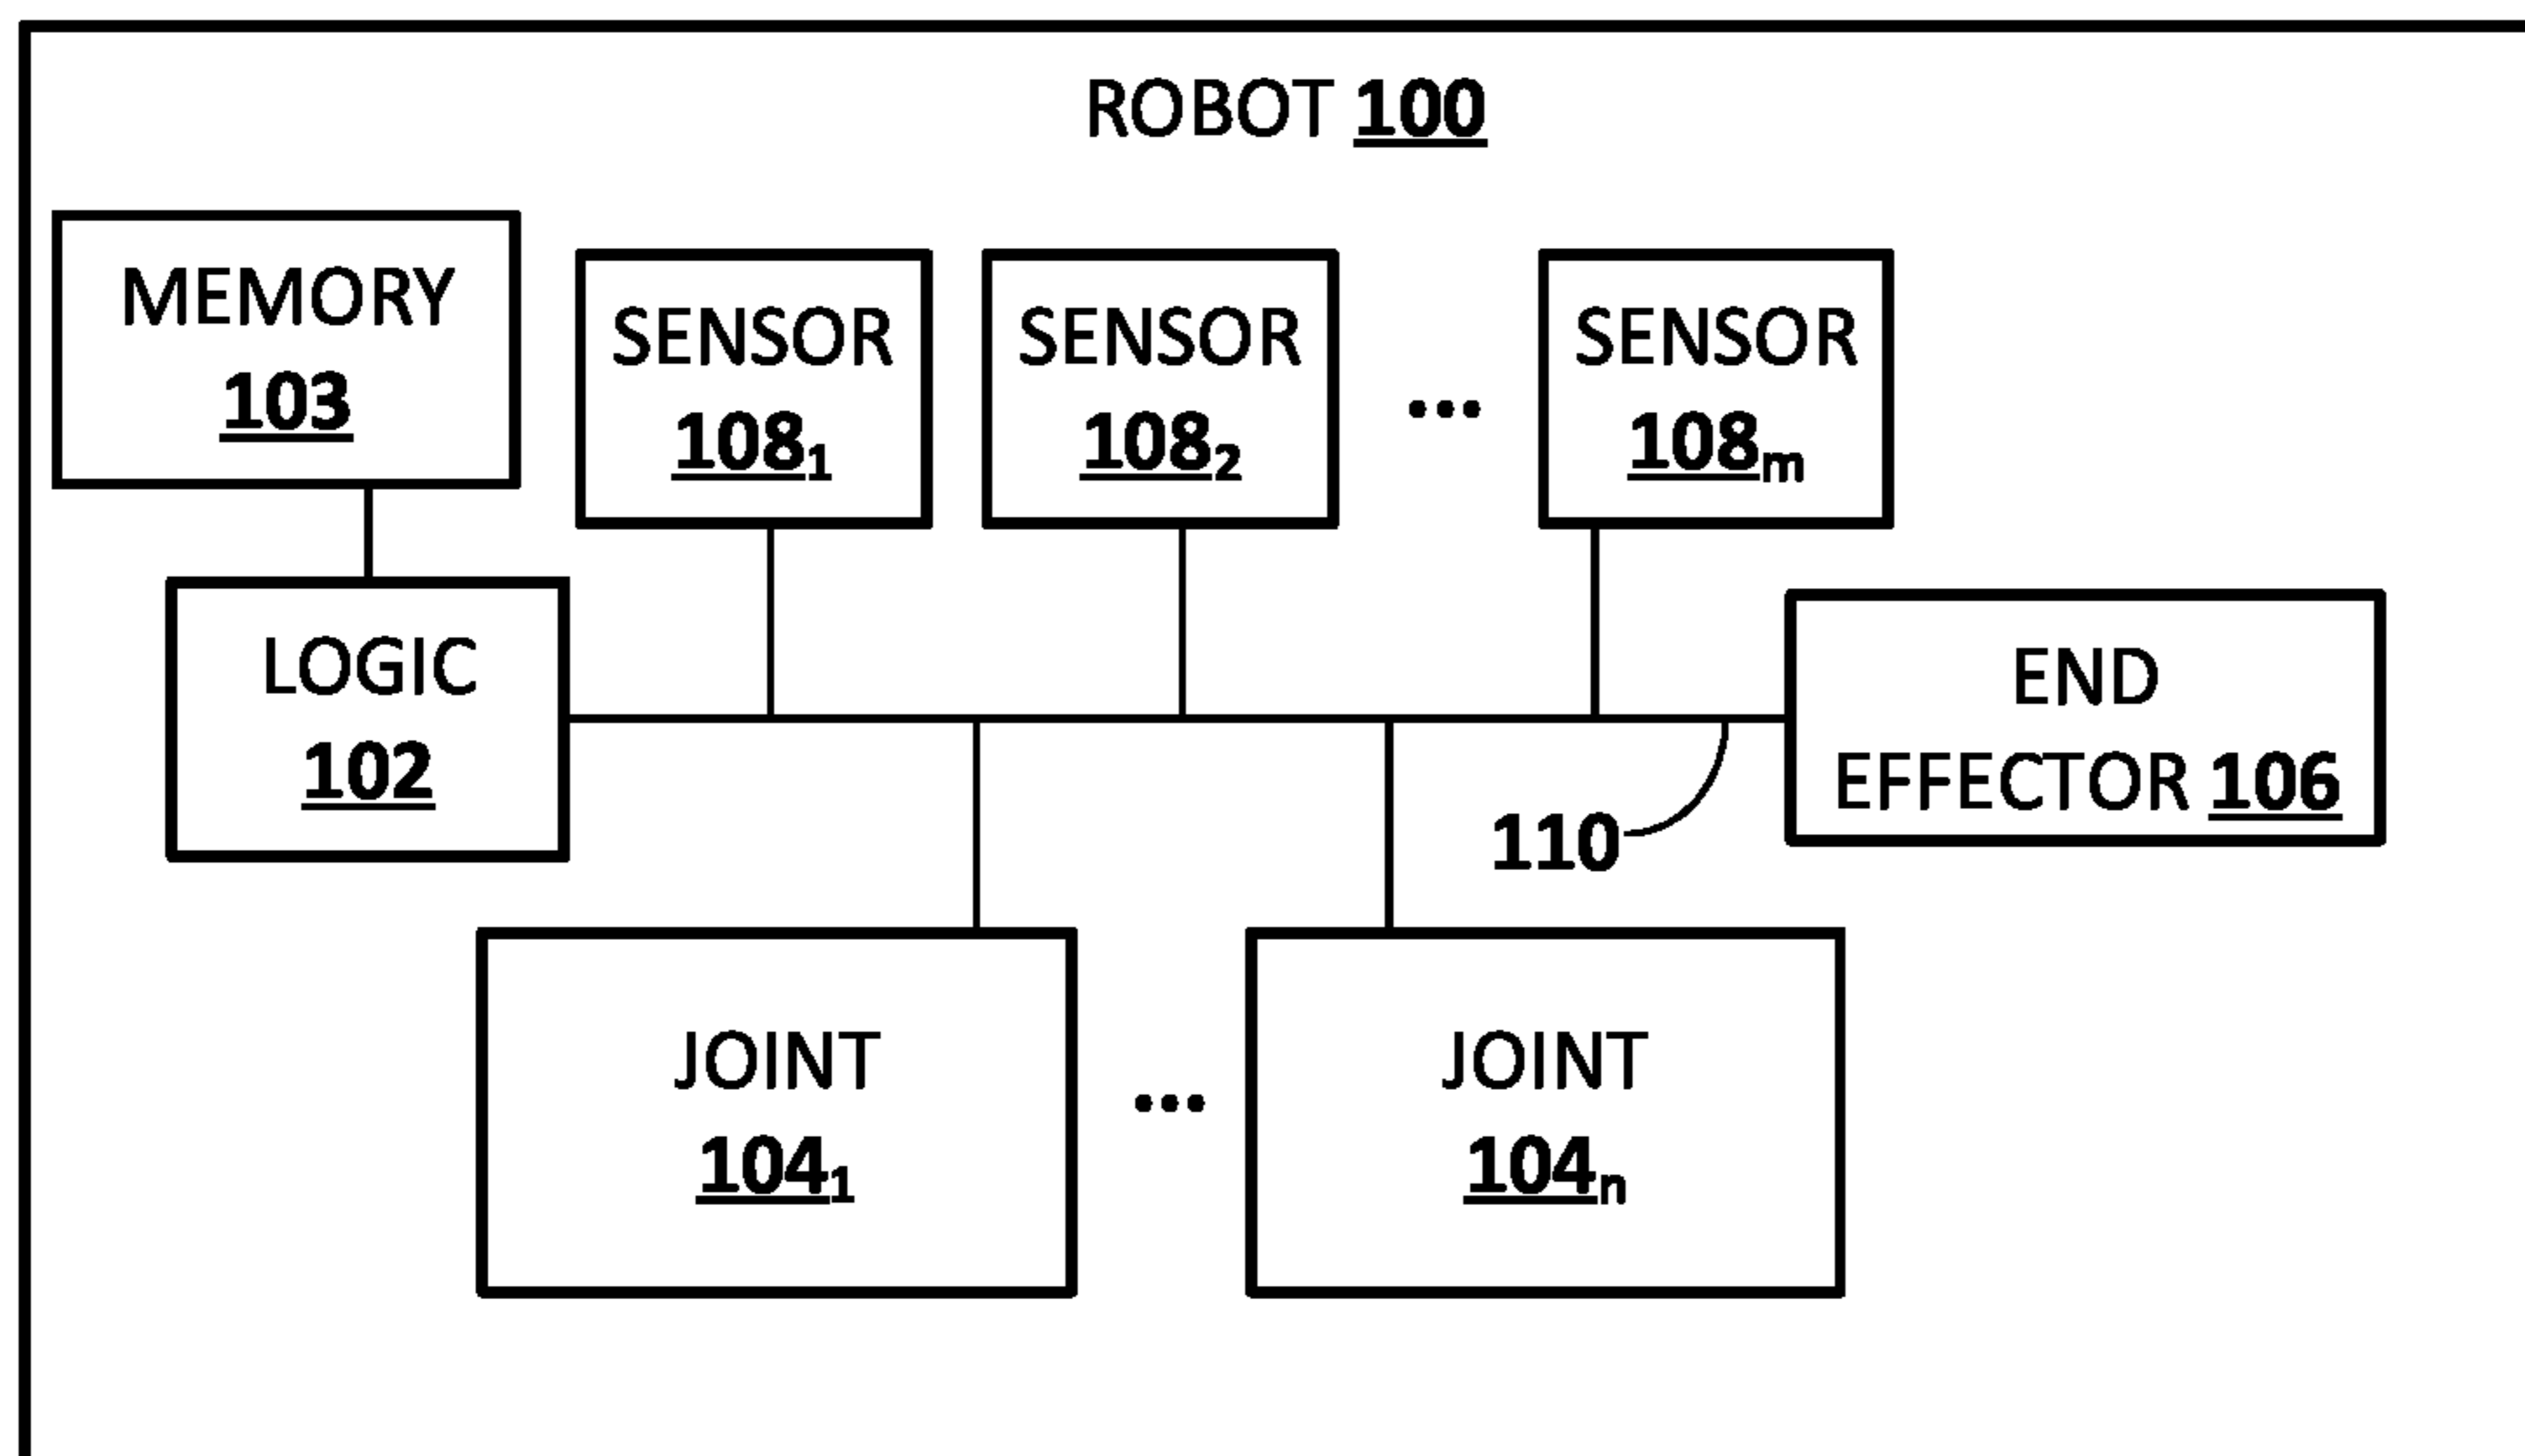 ROBOT 100
MEMORY
103
SENSOR
108₁
SENSOR
108₂
...
SENSOR
108ₘ
LOGIC
102
END
EFFECTOR 106
110
JOINT
104₁
...
JOINT
104ₙ